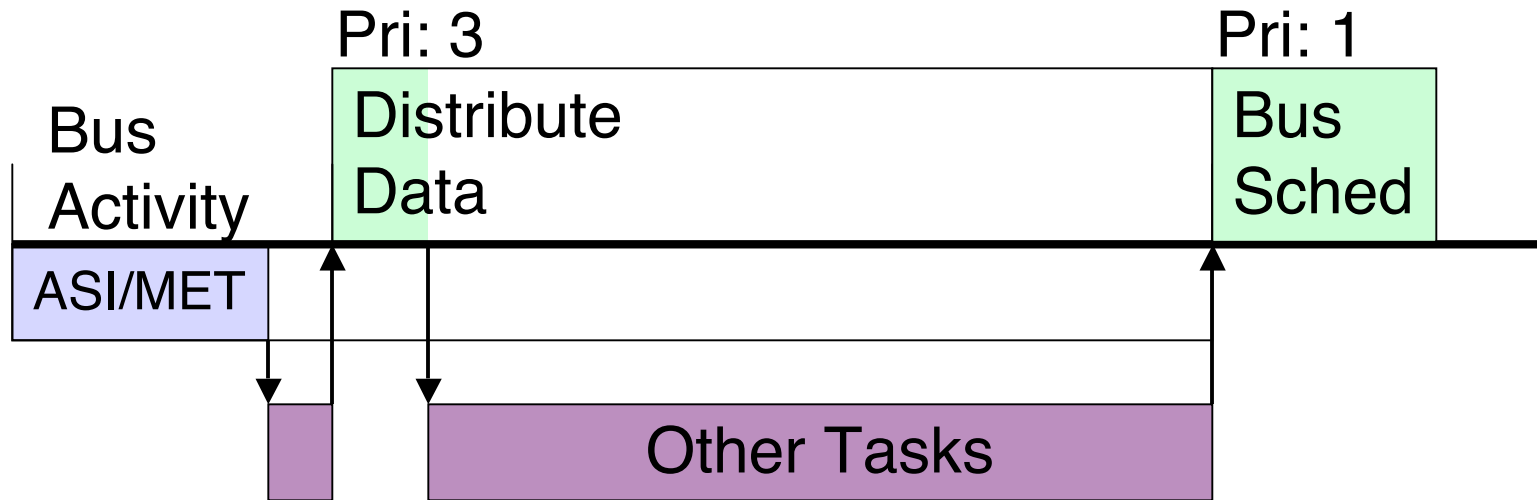 Pri: 3
Pri: 1
Bus
Activity
Distribute
Data
Bus
Sched
ASI/MET
Other Tasks